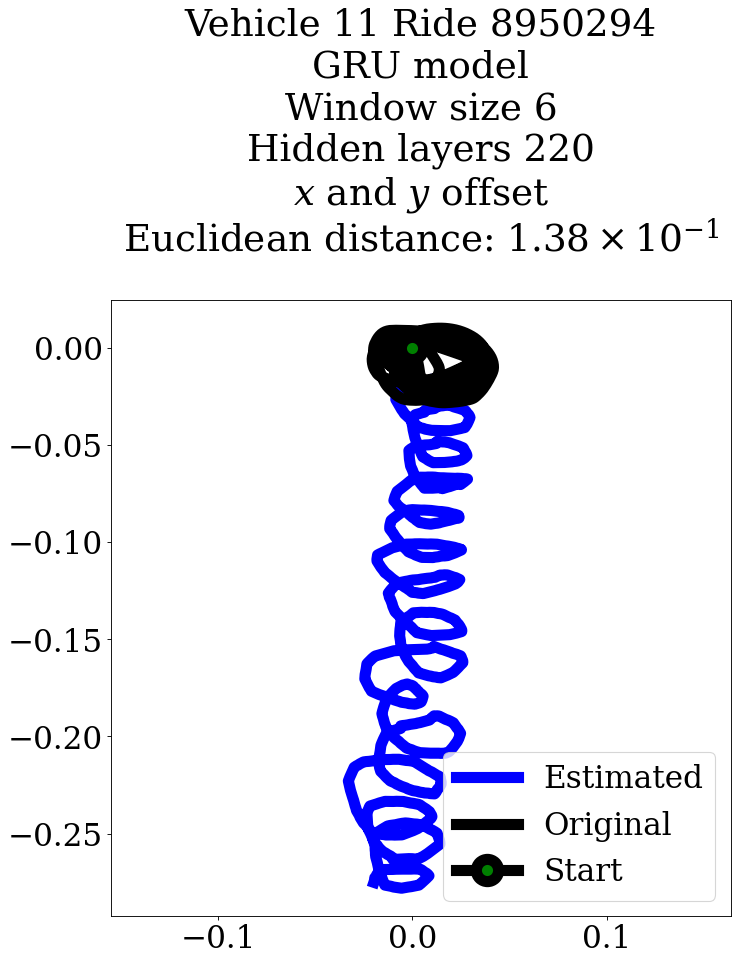 Vehicle 11 Ride 8950294
GRU model
Window size 6
Hidden layers 220
x and y offset
Euclidean distance: 1.38 × 10⁻¹
0.00
−0.05
−0.10
−0.15
−0.20
−0.25
Estimated
Original
Start
−0.1 0.0 0.1